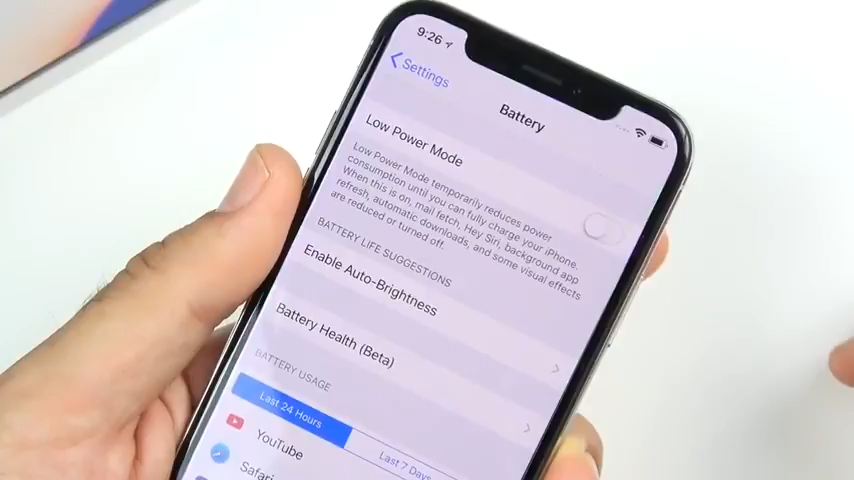 9:26
Settings
Battery
Low Power Mode
Low Power Mode temporarily reduces power
consumption until you can fully charge your iPhone.
When this is on, mail fetch, Hey Siri, background app
refresh, automatic downloads, and some visual effects
are reduced or turned off.
BATTERY LIFE SUGGESTIONS
Enable Auto-Brightness
Battery Health (Beta)
BATTERY USAGE
Last 24 Hours
Last 7 Days
YouTube
Safari